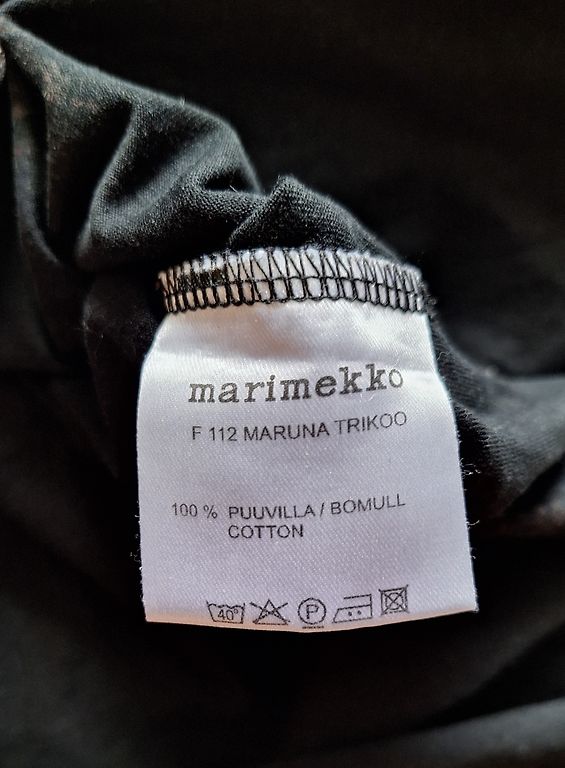 marimekko
F 112 MARUNA TRIKOO
100 % PUUVILLA / BOMULL
COTTON
40° P